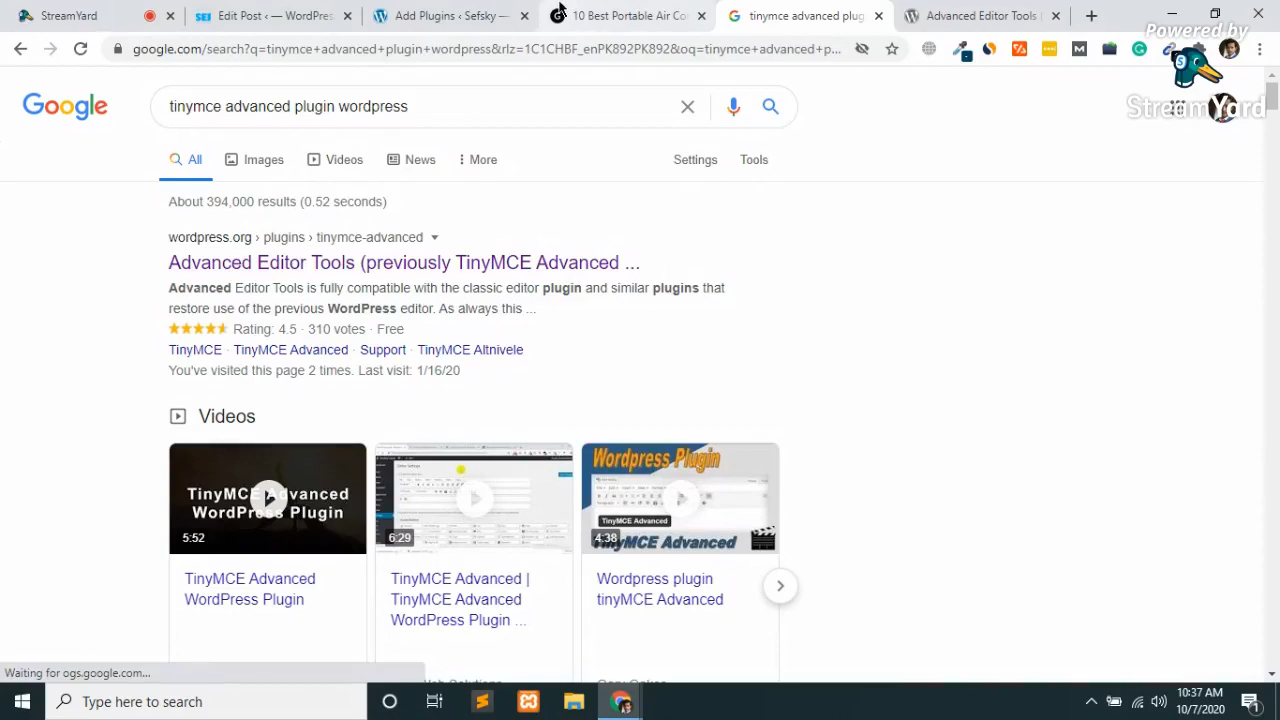 StreamYard
Edit Post ‹ — WordPres
Add Plugins ‹ Sefsky —
10 Best Portable Air Co
tinymce advanced plug
Advanced Editor Tools (
google.com/search?q=tinymce+advanced+plugin+wordpress&rlz=1C1CHBF_enPK892PK892&oq=tinymce+advanced+p...
Powered by
StreamYard
Google
tinymce advanced plugin wordpress
All
Images
Videos
News
More
Settings
Tools
About 394,000 results (0.52 seconds)
wordpress.org › plugins › tinymce-advanced
Advanced Editor Tools (previously TinyMCE Advanced ...
Advanced Editor Tools is fully compatible with the classic editor plugin and similar plugins that
restore use of the previous WordPress editor. As always this ...
Rating: 4.5 · 310 votes · Free
TinyMCE · TinyMCE Advanced · Support · TinyMCE Altnivele
You've visited this page 2 times. Last visit: 1/16/20
Videos
TinyMCE Advanced
WordPress Plugin
5:52
6:29
Wordpress Plugin
TinyMCE Advanced
TinyMCE Advanced
4:38
TinyMCE Advanced
WordPress Plugin
TinyMCE Advanced |
TinyMCE Advanced
WordPress Plugin ...
Wordpress plugin
tinyMCE Advanced
Waiting for ogs.google.com...
Type here to search
10:37 AM
10/7/2020